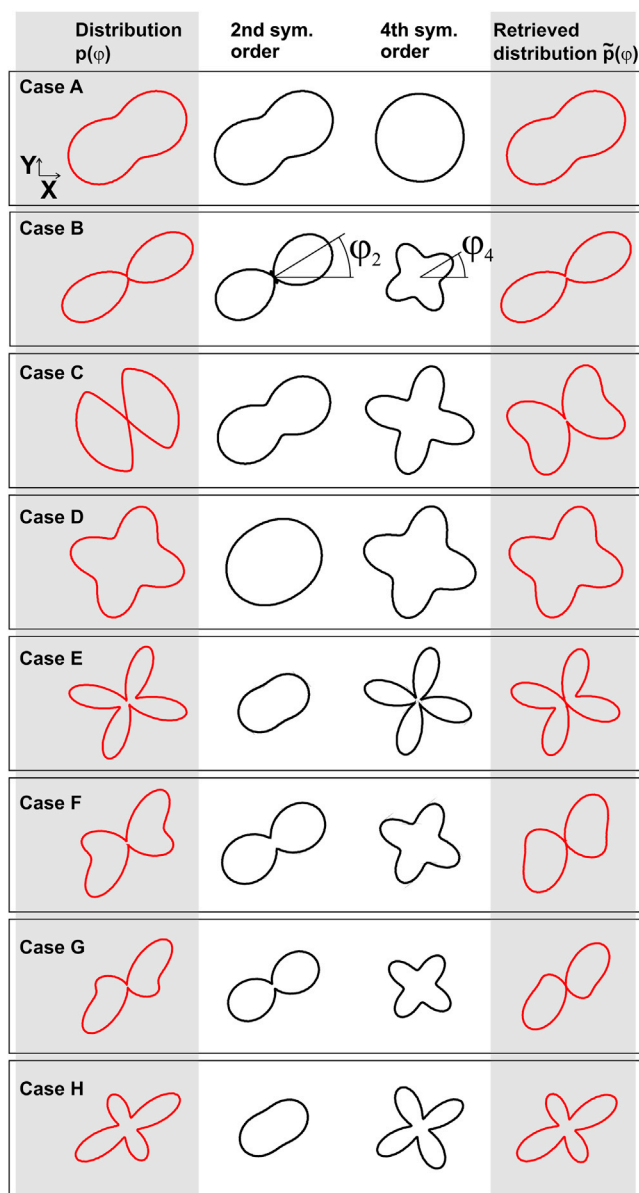 Distribution
p(φ)
2nd sym.
order
4th sym.
order
Retrieved
distribution p̃(φ)
Case A
Y
X
Case B
φ2
φ4
Case C
Case D
Case E
Case F
Case G
Case H